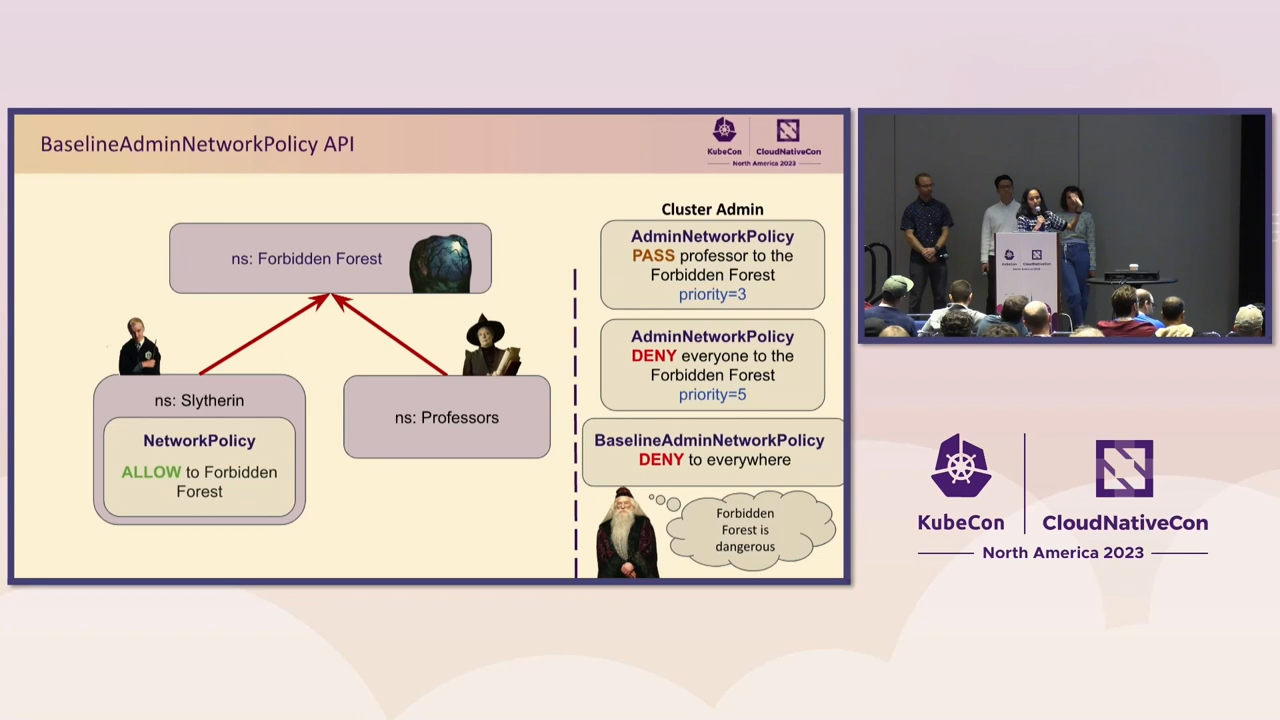 BaselineAdminNetworkPolicy API
KubeCon
CloudNativeCon
North America 2023
ns: Forbidden Forest
ns: Slytherin
NetworkPolicy
ALLOW to Forbidden
Forest
ns: Professors
Cluster Admin
AdminNetworkPolicy
PASS professor to the
Forbidden Forest
priority=3
AdminNetworkPolicy
DENY everyone to the
Forbidden Forest
priority=5
BaselineAdminNetworkPolicy
DENY to everywhere
Forbidden
Forest is
dangerous
KubeCon
CloudNativeCon
North America 2023